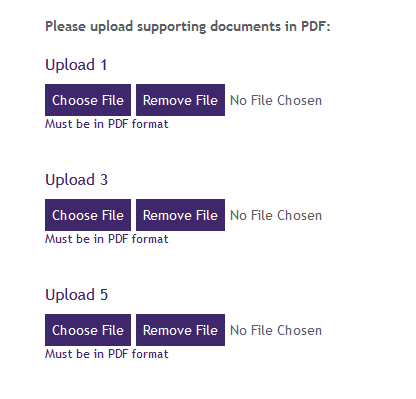 Please upload supporting documents in PDF:
Upload 1
Choose File Remove File No File Chosen
Must be in PDF format
Upload 3
Choose File Remove File No File Chosen
Must be in PDF format
Upload 5
Choose File Remove File No File Chosen
Must be in PDF format